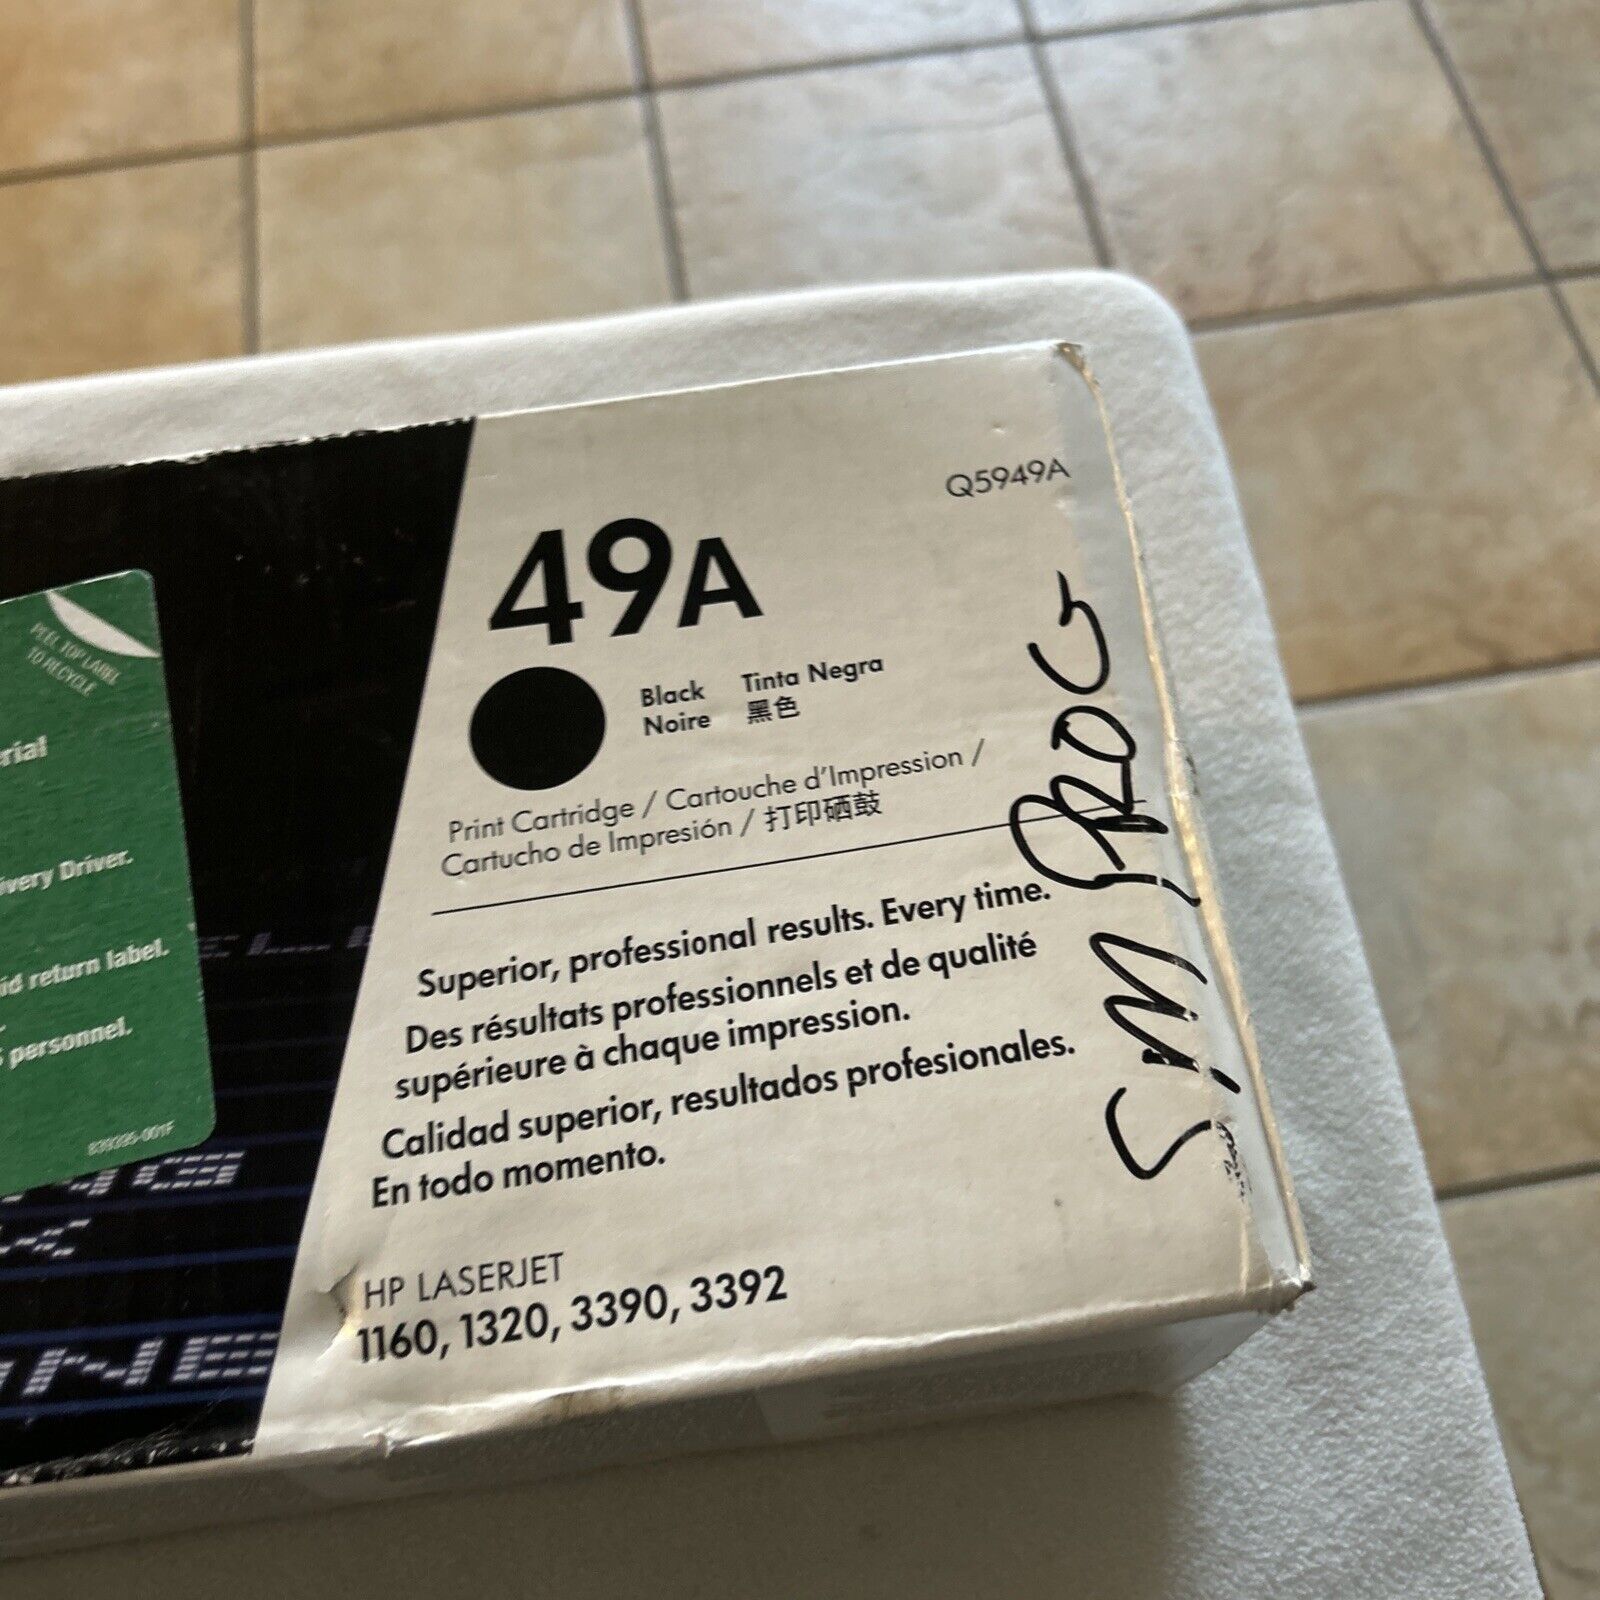 Q5949A
49A
Black Tinta Negra
Noire 黑色
Print Cartridge / Cartouche d'Impression /
Cartucho de Impresión / 打印硒鼓
Superior, professional results. Every time.
Des résultats professionnels et de qualité
supérieure à chaque impression.
Calidad superior, resultados profesionales.
En todo momento.
HP LASERJET
1160, 1320, 3390, 3392
PEEL TOP LABEL
TO RECYCLE
rial
ivery Driver.
id return label.
personnel.
839395-001F